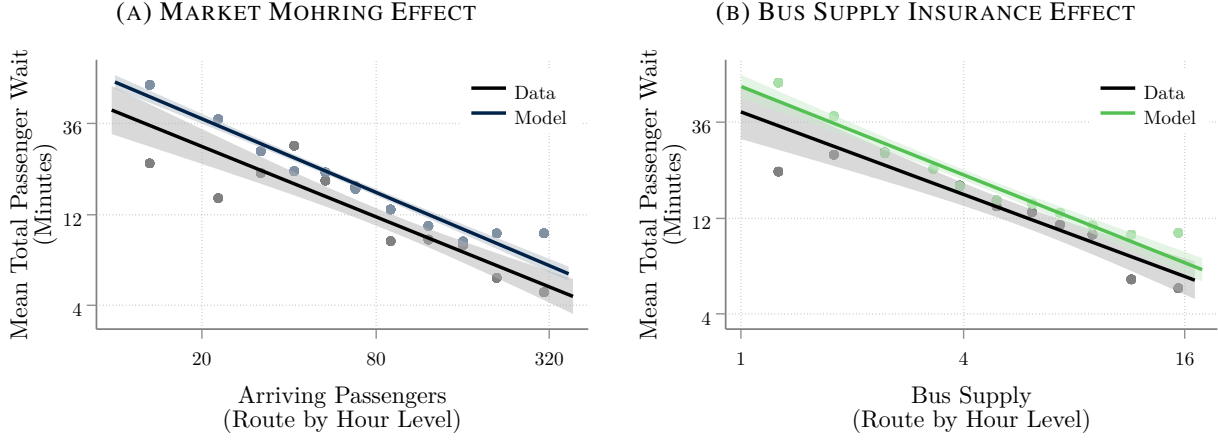 (A) MARKET MOHRING EFFECT
Mean Total Passenger Wait
(Minutes)
36
12
4
Data
Model
20
80
320
Arriving Passengers
(Route by Hour Level)
(B) BUS SUPPLY INSURANCE EFFECT
Mean Total Passenger Wait
(Minutes)
36
12
4
Data
Model
1
4
16
Bus Supply
(Route by Hour Level)